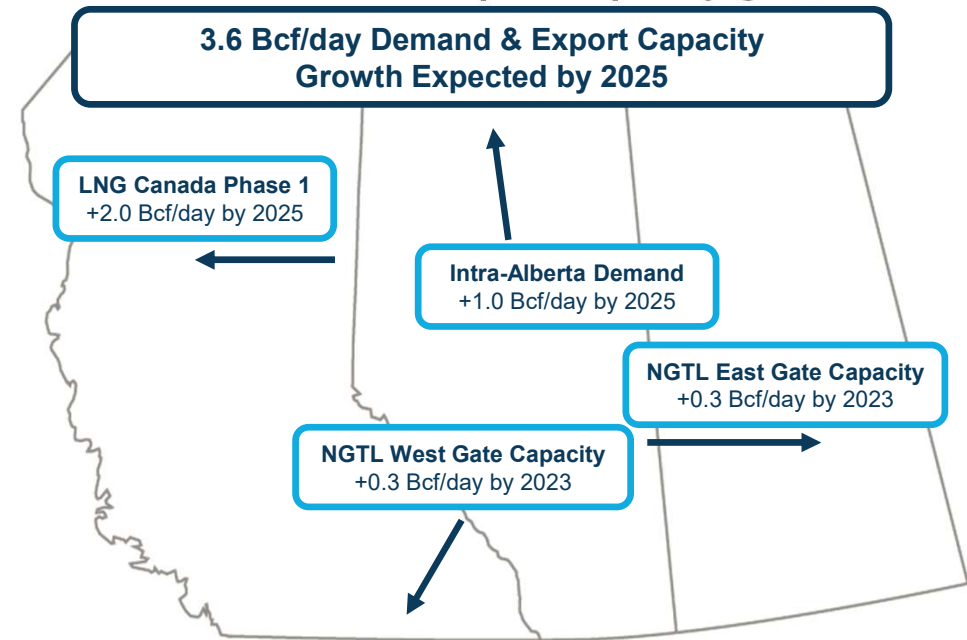 3.6 Bcf/day Demand & Export Capacity
Growth Expected by 2025
LNG Canada Phase 1
+2.0 Bcf/day by 2025
Intra-Alberta Demand
+1.0 Bcf/day by 2025
NGTL East Gate Capacity
+0.3 Bcf/day by 2023
NGTL West Gate Capacity
+0.3 Bcf/day by 2023